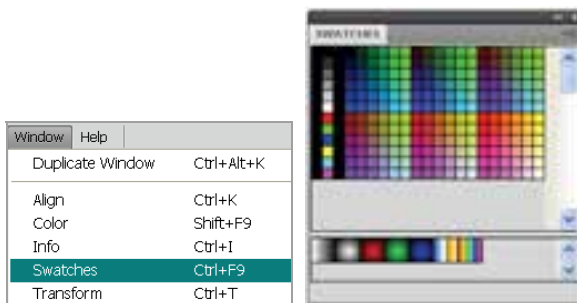 SWATCHES
Window Help
Duplicate Window Ctrl+Alt+K
Align Ctrl+K
Color Shift+F9
Info Ctrl+I
Swatches Ctrl+F9
Transform Ctrl+T